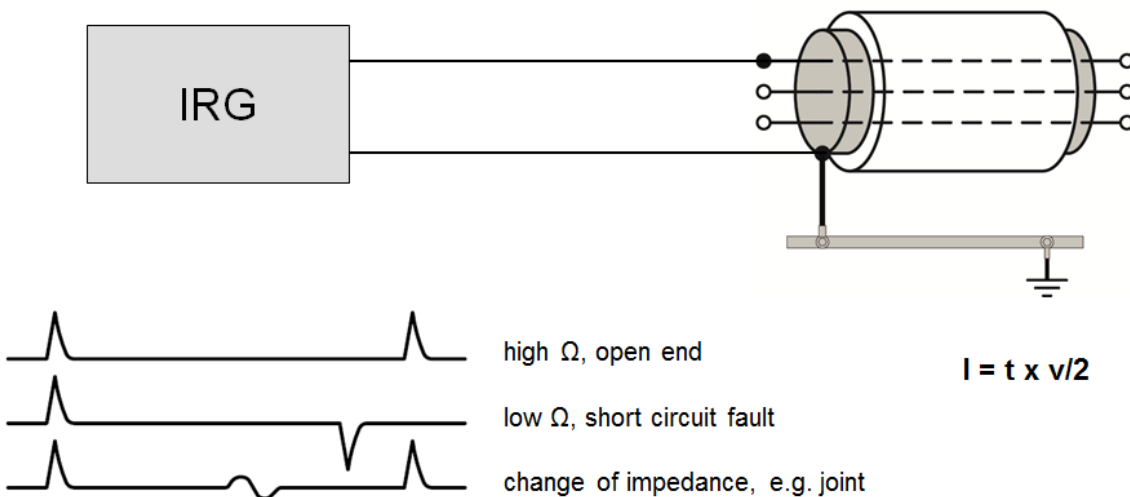 IRG
high Ω, open end
l = t x v/2
low Ω, short circuit fault
change of impedance, e.g. joint